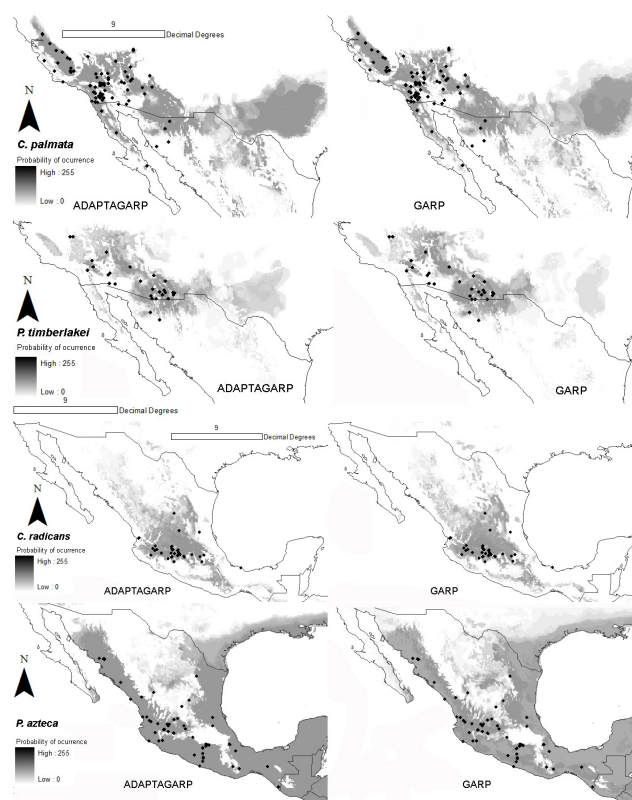 9
Decimal Degrees
N
C. palmata
Probability of ocurrence
High : 255
Low : 0
ADAPTAGARP
GARP
N
P. timberlakei
Probability of ocurrence
High : 255
Low : 0
ADAPTAGARP
GARP
9
Decimal Degrees
9
Decimal Degrees
N
C. radicans
Probability of ocurrence
High : 255
Low : 0
ADAPTAGARP
GARP
N
P. azteca
Probability of ocurrence
High : 255
Low : 0
ADAPTAGARP
GARP